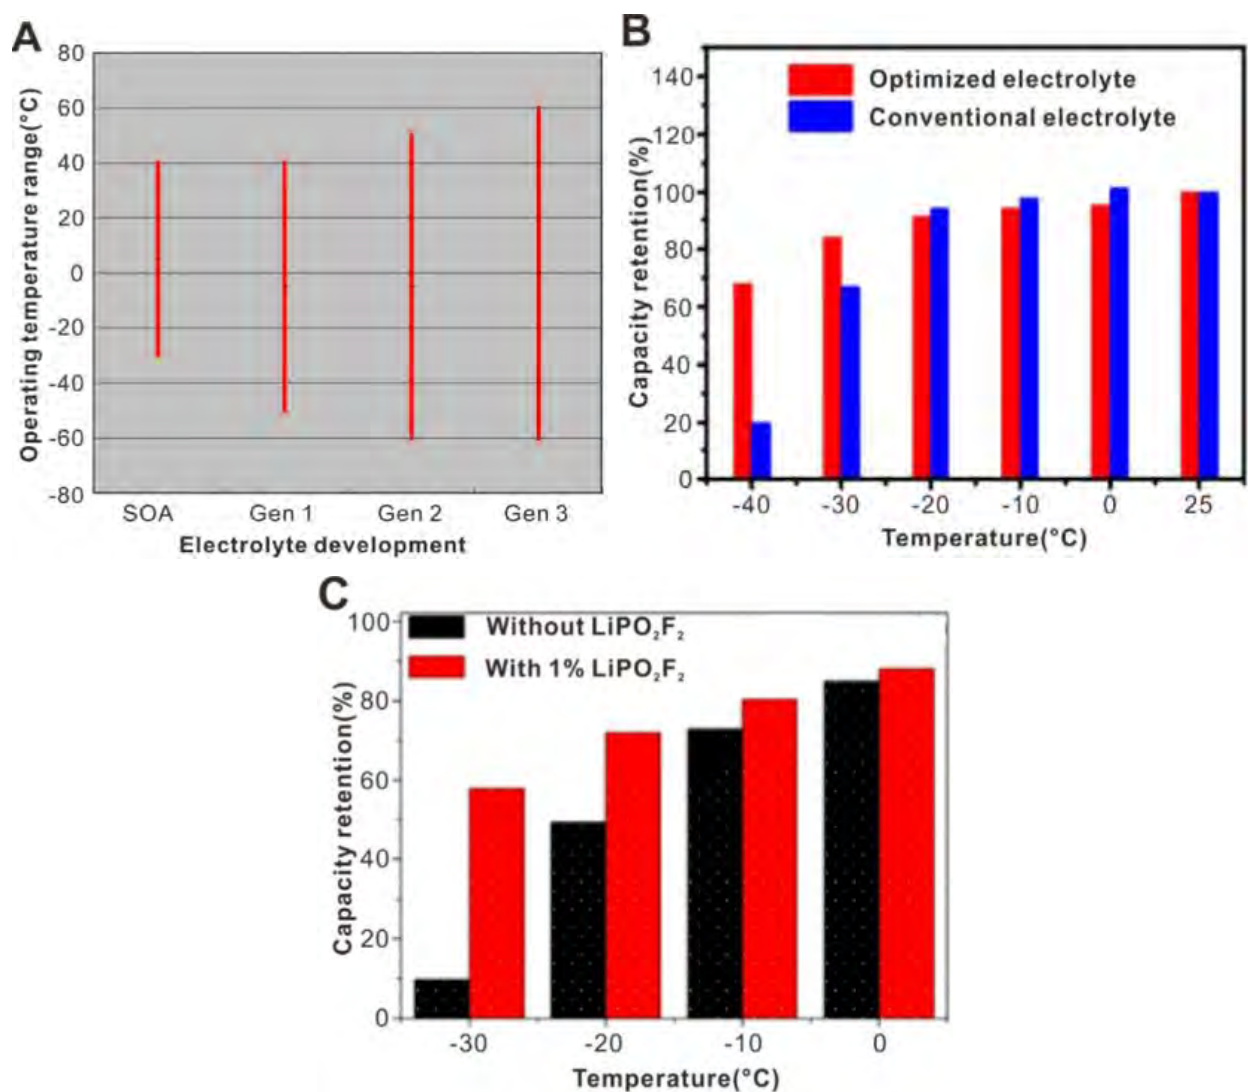 A
Operating temperature range(°C)
80
60
40
20
0
-20
-40
-60
-80
SOA Gen 1 Gen 2 Gen 3
Electrolyte development
B
Capacity retention(%)
140
120
100
80
60
40
20
0
Optimized electrolyte
Conventional electrolyte
-40 -30 -20 -10 0 25
Temperature(°C)
C
Capacity retention(%)
100
80
60
40
20
0
Without LiPO₂F₂
With 1% LiPO₂F₂
-30 -20 -10 0
Temperature(°C)